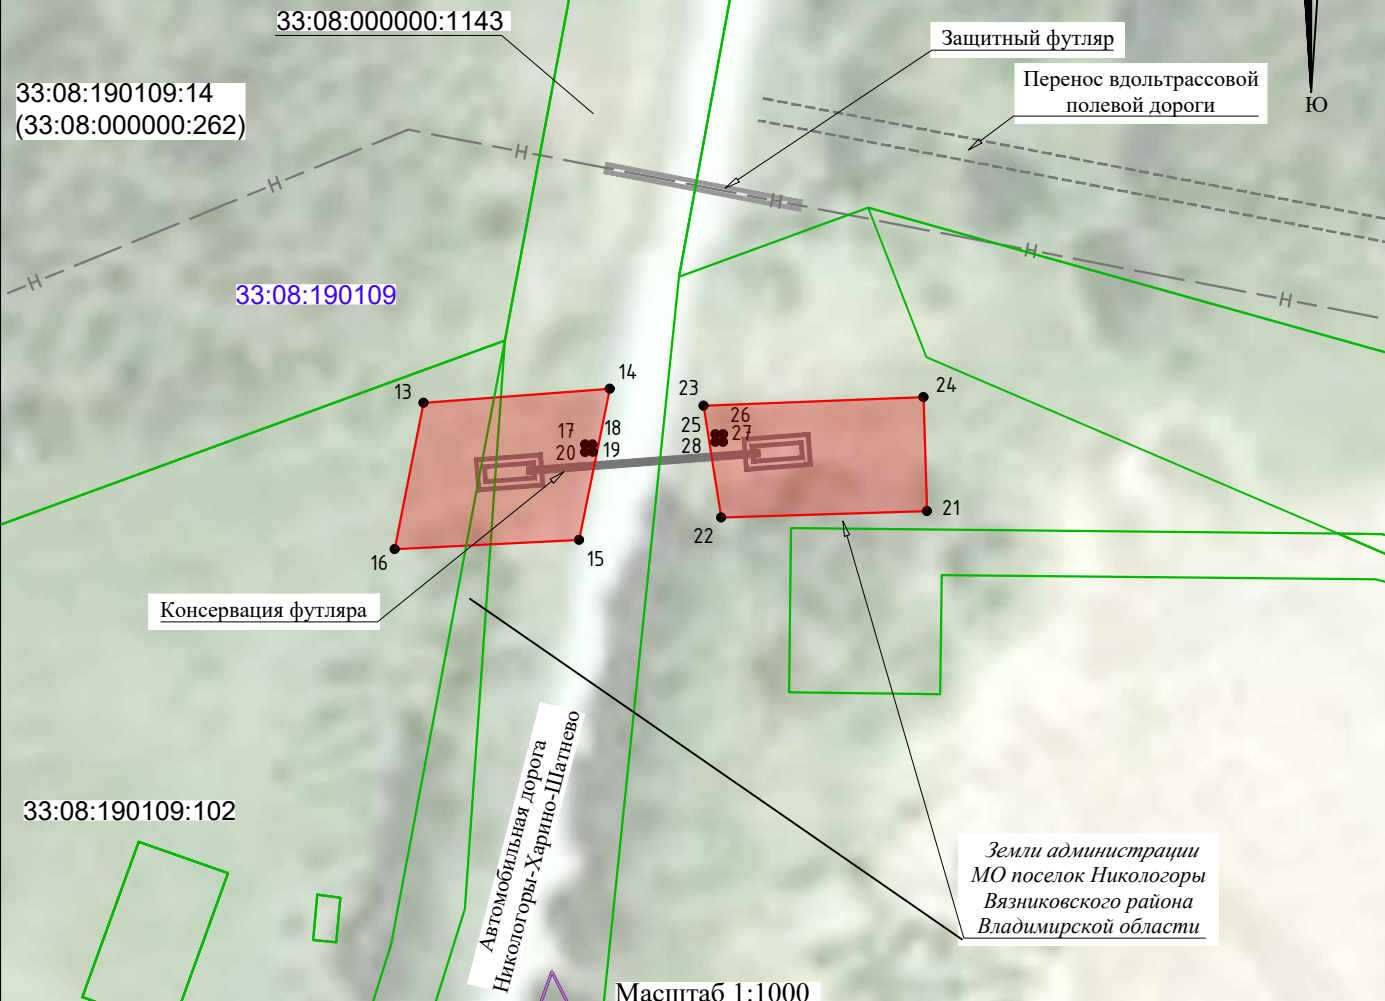 33:08:000000:1143
Защитный футляр
Перенос вдольтрассовой
полевой дороги
33:08:190109:14
(33:08:000000:262)
Ю
Н
Н
Н
Н
Н
Н
33:08:190109
13
14
23
24
17
18
25
26
27
20
19
28
16
15
22
21
Консервация футляра
Автомобильная дорога
Никологоры-Харино-Шатнево
33:08:190109:102
Земли администрации
МО поселок Никологоры
Вязниковского района
Владимирской области
Масштаб 1:1000